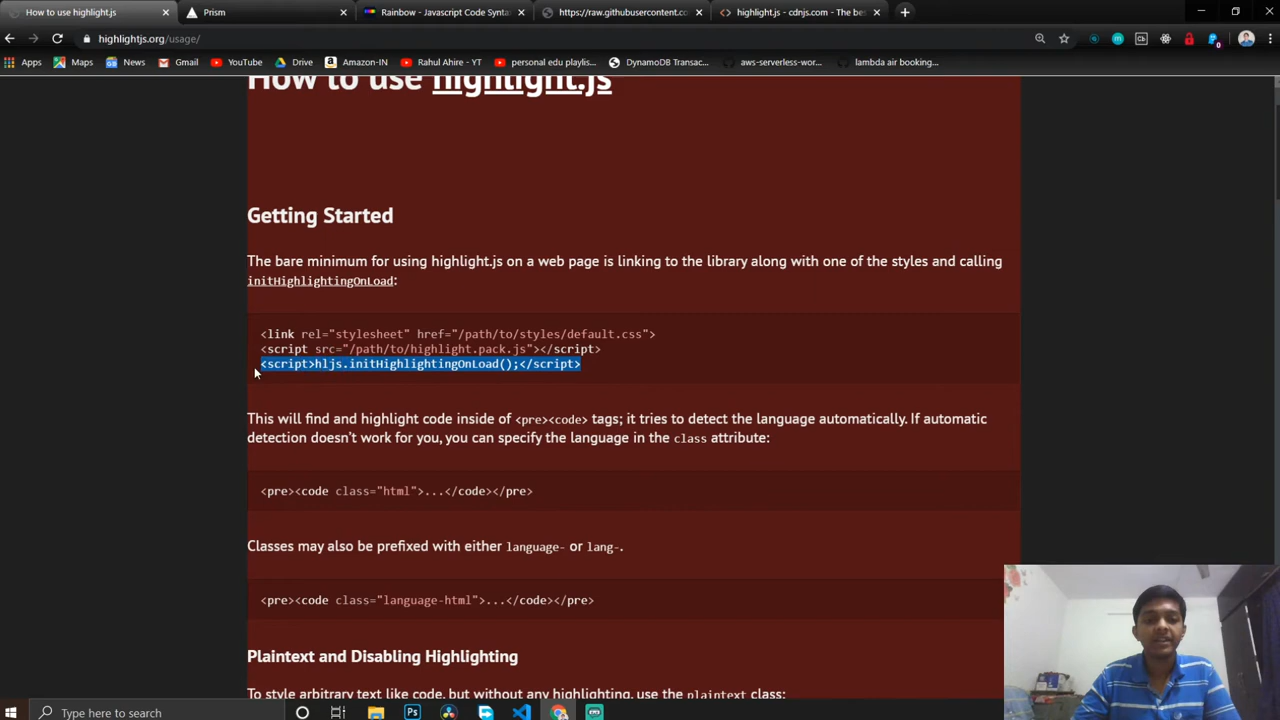 How to use highlight.js
Prism
Rainbow - Javascript Code Synta
https://raw.githubusercontent.co
highlight.js - cdnjs.com - The be
highlightjs.org/usage/
Apps
Maps
News
Gmail
YouTube
Drive
Amazon-IN
Rahul Ahire - YT
personal edu playlis...
DynamoDB Transac...
aws-serverless-wor...
lambda air booking...
How to use highlight.js
Getting Started
The bare minimum for using highlight.js on a web page is linking to the library along with one of the styles and calling
initHighlightingOnLoad:
<link rel="stylesheet" href="/path/to/styles/default.css">
<script src="/path/to/highlight.pack.js"></script>
<script>hljs.initHighlightingOnLoad();</script>
This will find and highlight code inside of <pre><code> tags; it tries to detect the language automatically. If automatic
detection doesn't work for you, you can specify the language in the class attribute:
<pre><code class="html">...</code></pre>
Classes may also be prefixed with either language- or lang-.
<pre><code class="language-html">...</code></pre>
Plaintext and Disabling Highlighting
To style arbitrary text like code, but without any highlighting, use the plaintext class:
Type here to search